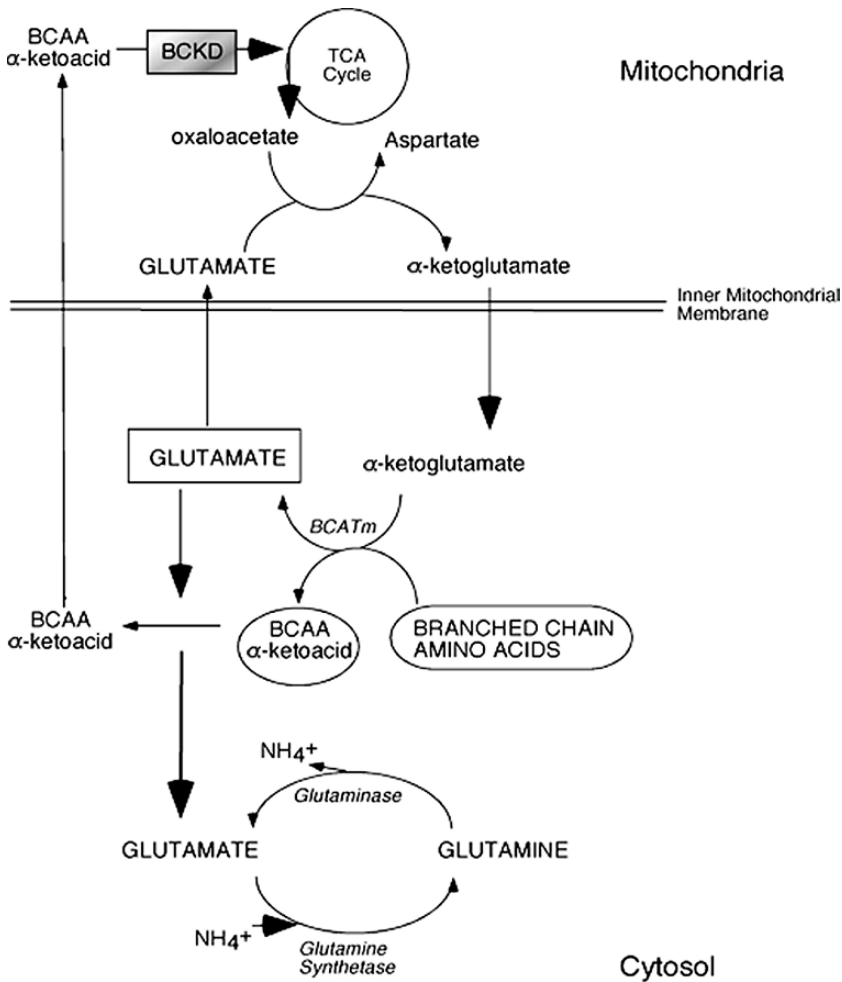 BCAA
α-ketoacid
BCKD
TCA
Cycle
Mitochondria
oxaloacetate
Aspartate
GLUTAMATE
α-ketoglutamate
Inner Mitochondrial
Membrane
GLUTAMATE
α-ketoglutamate
BCATm
BCAA
α-ketoacid
BCAA
α-ketoacid
BRANCHED CHAIN
AMINO ACIDS
NH4+
Glutaminase
GLUTAMATE
GLUTAMINE
NH4+
Glutamine
Synthetase
Cytosol